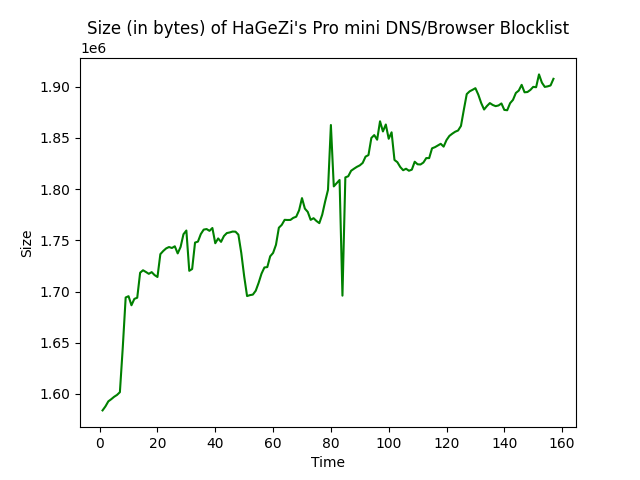 Size (in bytes) of HaGeZi's Pro mini DNS/Browser Blocklist
1e6
1.90
1.85
1.80
1.75
1.70
1.65
1.60
Size
0 20 40 60 80 100 120 140 160
Time